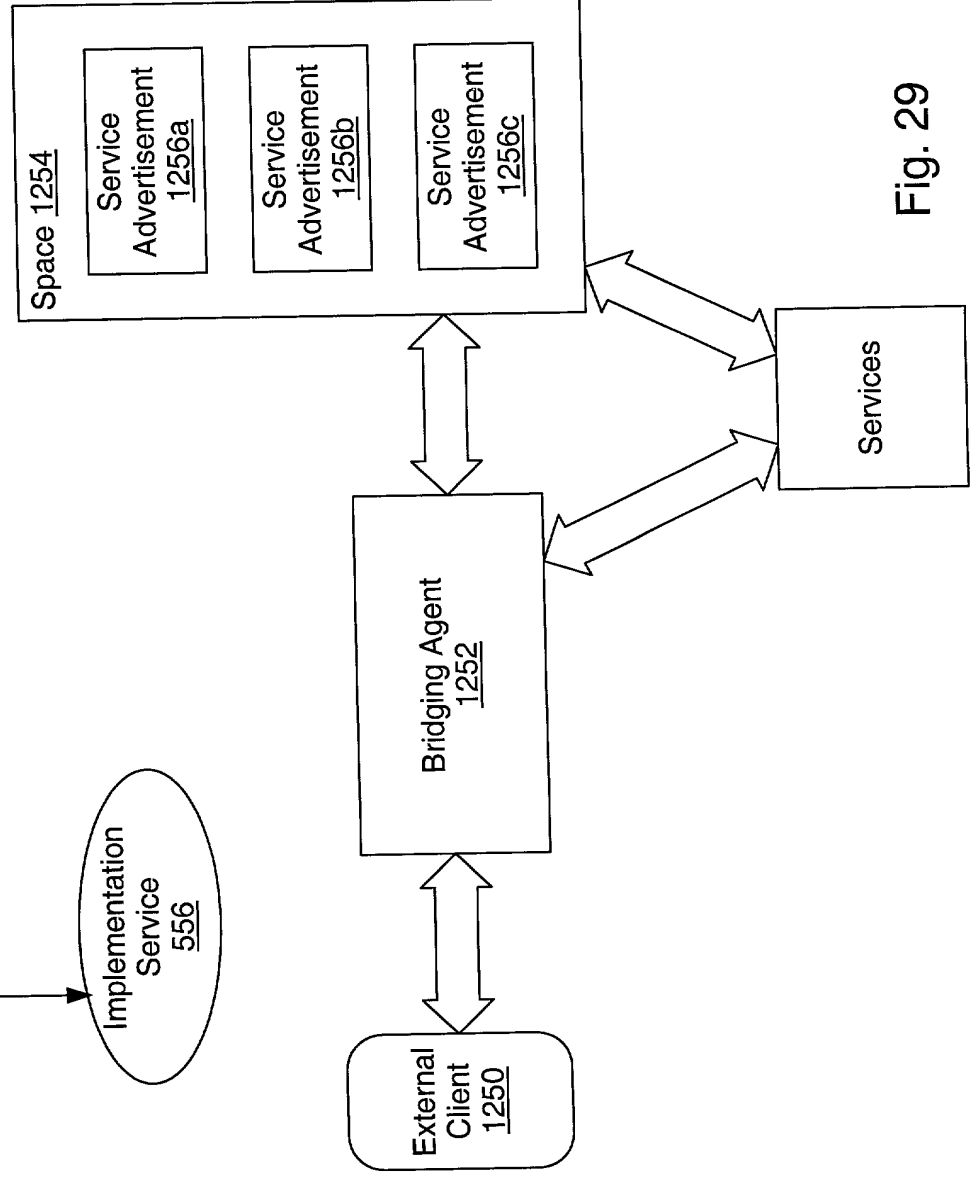 Implementation
Service
556
Space 1254
Service
Advertisement
1256a
Service
Advertisement
1256b
Service
Advertisement
1256c
External
Client
1250
Bridging Agent
1252
Services
Fig. 29